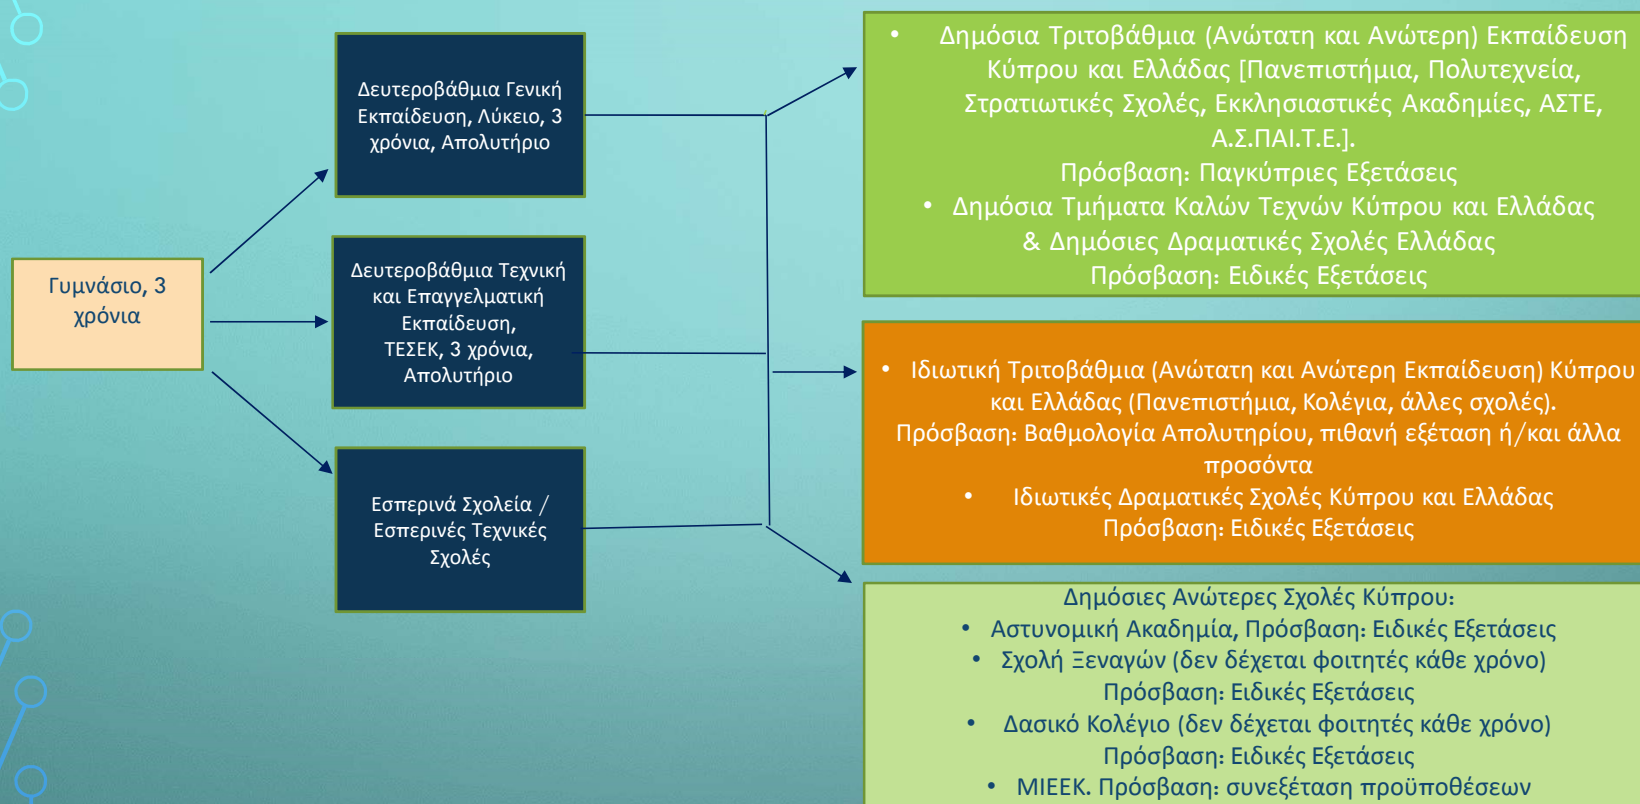 Γυμνάσιο, 3
χρόνια
Δευτεροβάθμια Γενική
Εκπαίδευση, Λύκειο, 3
χρόνια, Απολυτήριο
Δευτεροβάθμια Τεχνική
και Επαγγελματική
Εκπαίδευση,
ΤΕΣΕΚ, 3 χρόνια,
Απολυτήριο
Εσπερινά Σχολεία /
Εσπερινές Τεχνικές
Σχολές
• Δημόσια Τριτοβάθμια (Ανώτατη και Ανώτερη) Εκπαίδευση
Κύπρου και Ελλάδας [Πανεπιστήμια, Πολυτεχνεία,
Στρατιωτικές Σχολές, Εκκλησιαστικές Ακαδημίες, ΑΣΤΕ,
Α.Σ.ΠΑΙ.Τ.Ε.].
Πρόσβαση: Παγκύπριες Εξετάσεις
• Δημόσια Τμήματα Καλών Τεχνών Κύπρου και Ελλάδας
& Δημόσιες Δραματικές Σχολές Ελλάδας
Πρόσβαση: Ειδικές Εξετάσεις
• Ιδιωτική Τριτοβάθμια (Ανώτατη και Ανώτερη Εκπαίδευση) Κύπρου
και Ελλάδας (Πανεπιστήμια, Κολέγια, άλλες σχολές).
Πρόσβαση: Βαθμολογία Απολυτηρίου, πιθανή εξέταση ή/και άλλα
προσόντα
• Ιδιωτικές Δραματικές Σχολές Κύπρου και Ελλάδας
Πρόσβαση: Ειδικές Εξετάσεις
Δημόσιες Ανώτερες Σχολές Κύπρου:
• Αστυνομική Ακαδημία, Πρόσβαση: Ειδικές Εξετάσεις
• Σχολή Ξεναγών (δεν δέχεται φοιτητές κάθε χρόνο)
Πρόσβαση: Ειδικές Εξετάσεις
• Δασικό Κολέγιο (δεν δέχεται φοιτητές κάθε χρόνο)
Πρόσβαση: Ειδικές Εξετάσεις
• ΜΙΕΕΚ. Πρόσβαση: συνεξέταση προϋποθέσεων